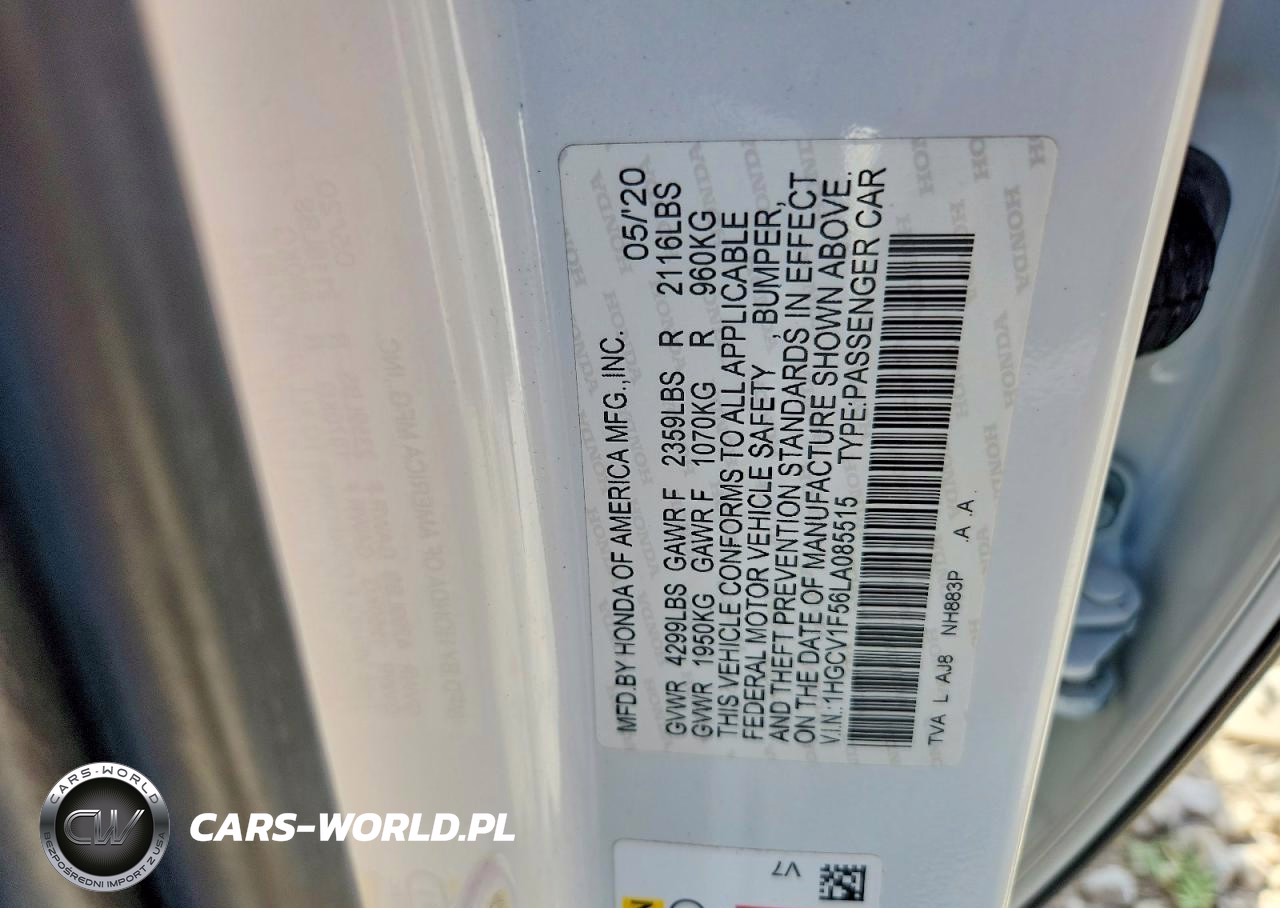 MFD.BY HONDA OF AMERICA MFG.,INC. 05/'20
GVWR 4299LBS GAWR F 2359LBS R 2116LBS
GVWR 1950KG GAWR F 1070KG R 960KG
THIS VEHICLE CONFORMS TO ALL APPLICABLE
FEDERAL MOTOR VEHICLE SAFETY , BUMPER,
AND THEFT PREVENTION STANDARDS IN EFFECT
ON THE DATE OF MANUFACTURE SHOWN ABOVE.
V.I.N.:1HGCV1F56LA085515 TYPE:PASSENGER CAR
TVA L AJ8 NH883P A .A
V7
CARS-WORLD
CW
BEZPOŚREDNI IMPORT Z USA
CARS-WORLD.PL